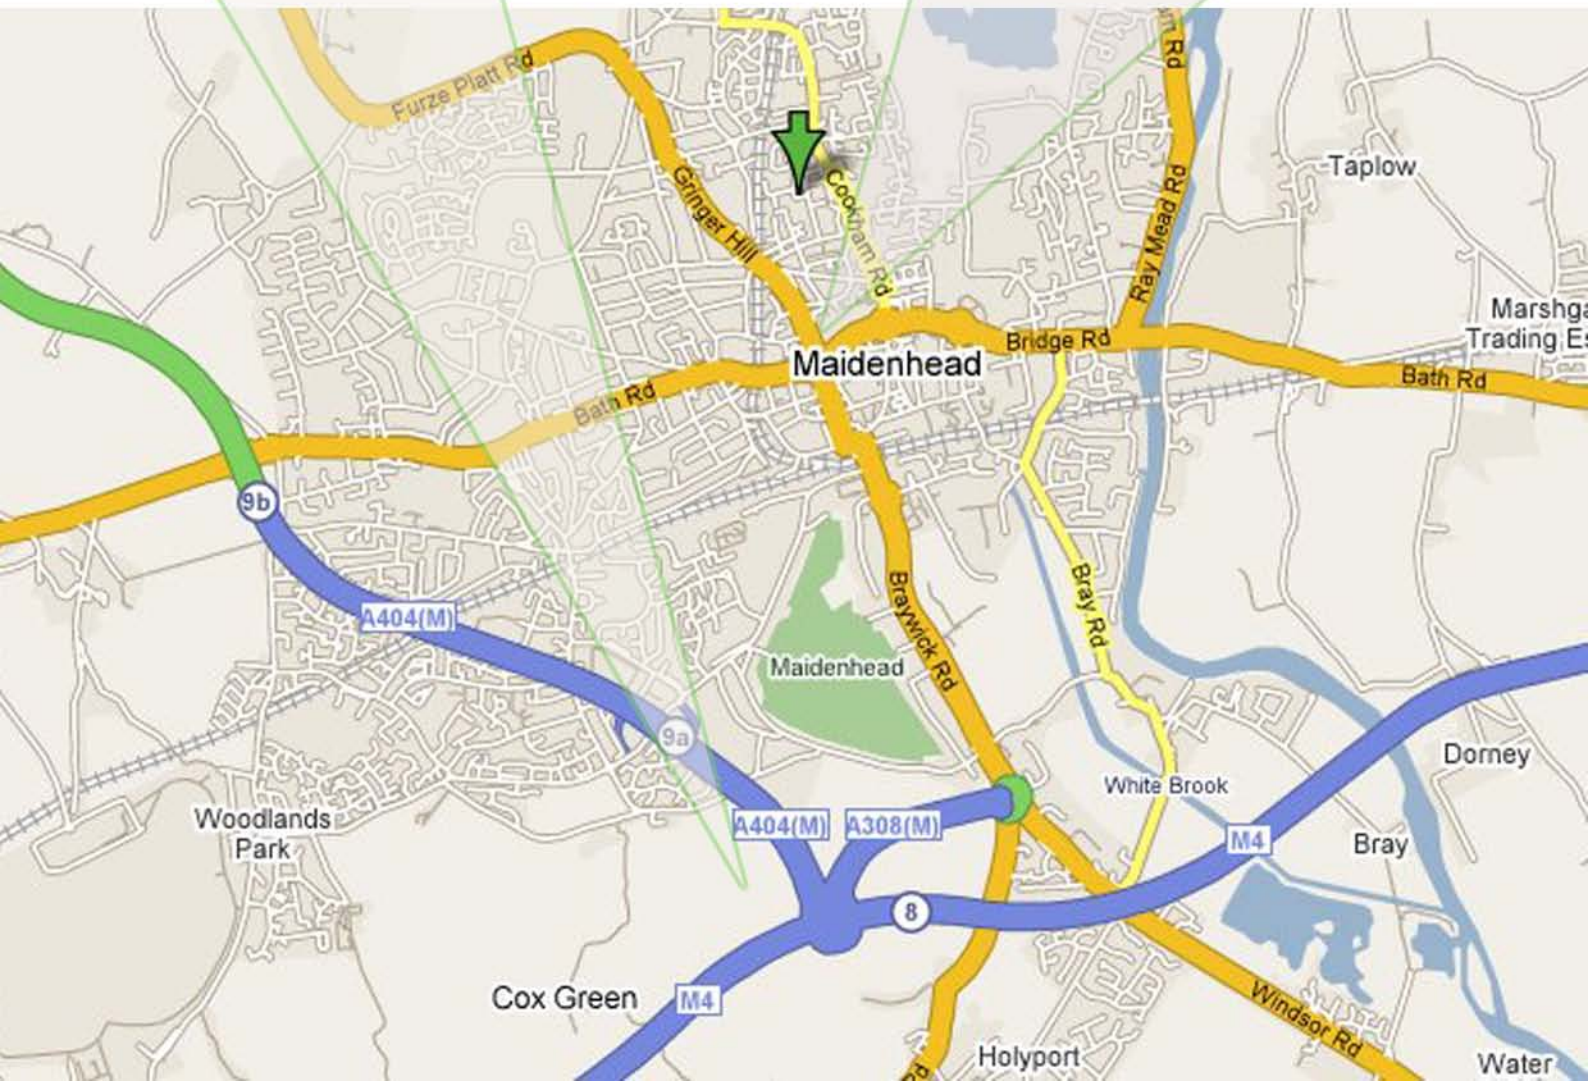 Furze Platt Rd
Taplow
Gringer Hill
Cookham Rd
Ray Mead Rd
Trading
Bridge Rd
Maidenhead
Bath Rd
Bath Rd
9b
A404(M)
Braywick Rd
Bray Rd
Maidenhead
9a
Dorney
White Brook
Woodlands
Park
A404(M)
A308(M)
M4
Bray
8
Cox Green
M4
Windsor Rd
Holyport
Water
Rd